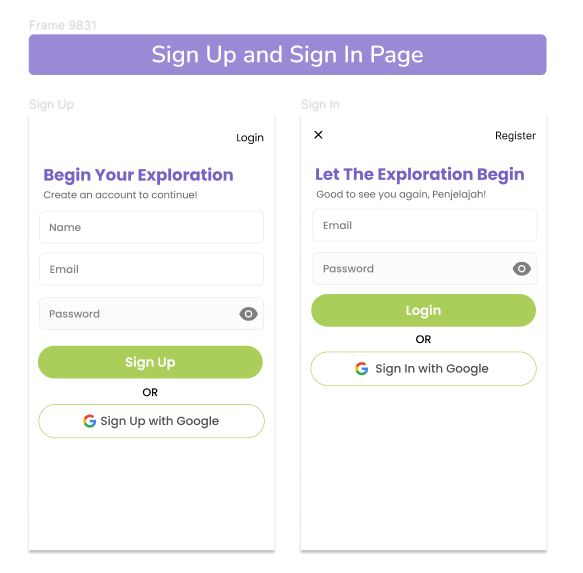 Frame 9831
Sign Up and Sign In Page
Sign Up
Login
Begin Your Exploration
Create an account to continue!
Name
Email
Password
Sign Up
OR
Sign Up with Google
Sign In
Register
Let The Exploration Begin
Good to see you again, Penjelajah!
Email
Password
Login
OR
Sign In with Google